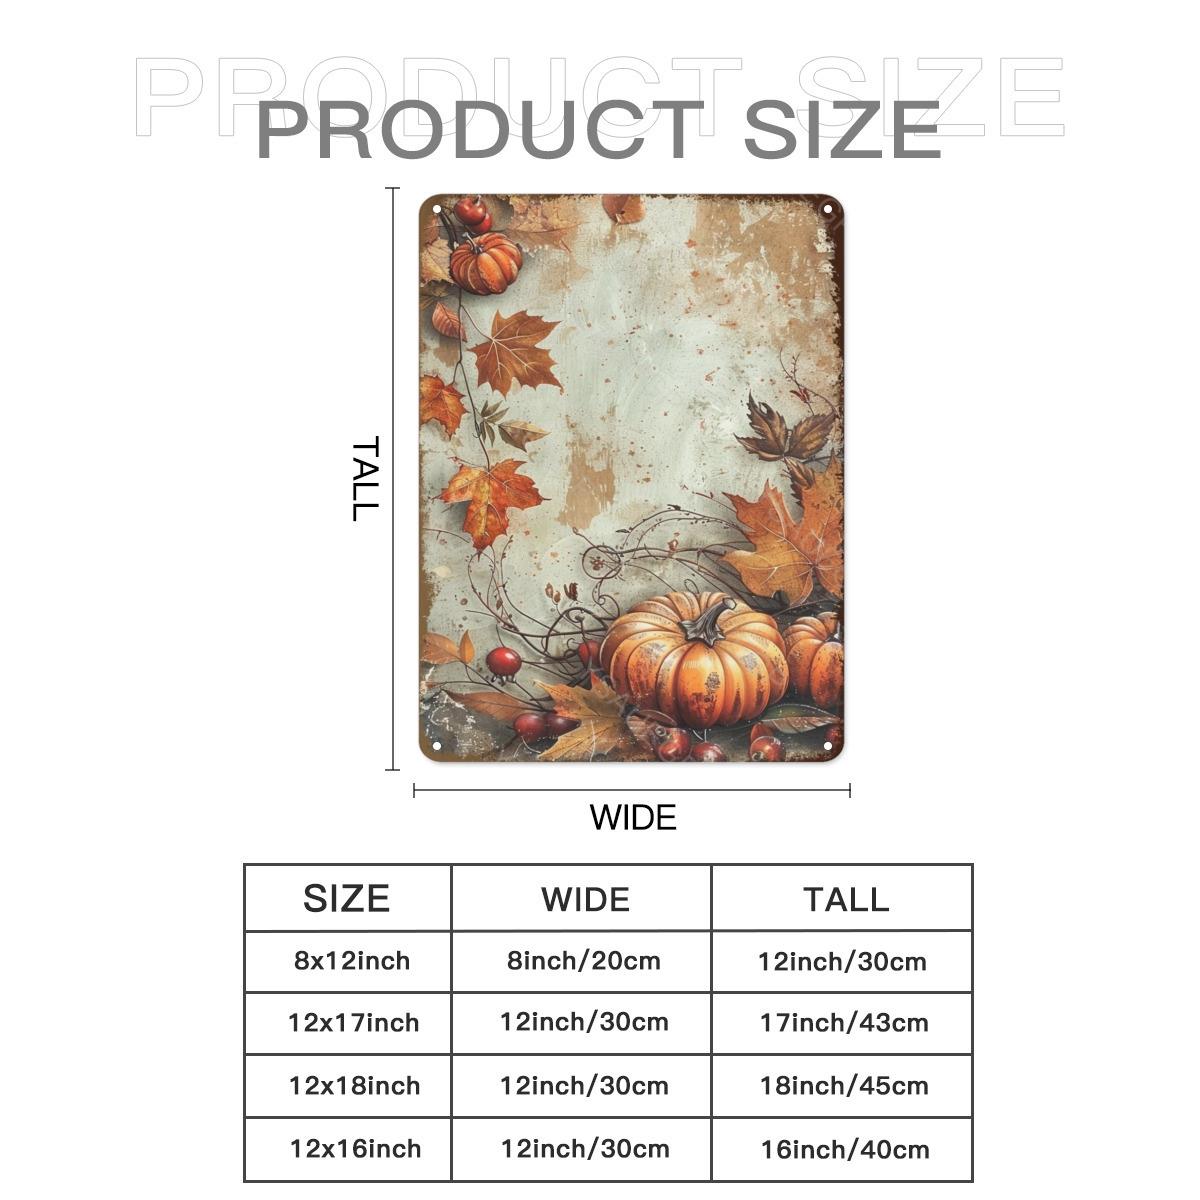 PRODUCT SIZE
PRODUCT SIZE
TALL
WIDE
SIZE WIDE TALL
8x12inch 8inch/20cm 12inch/30cm
12x17inch 12inch/30cm 17inch/43cm
12x18inch 12inch/30cm 18inch/45cm
12x16inch 12inch/30cm 16inch/40cm